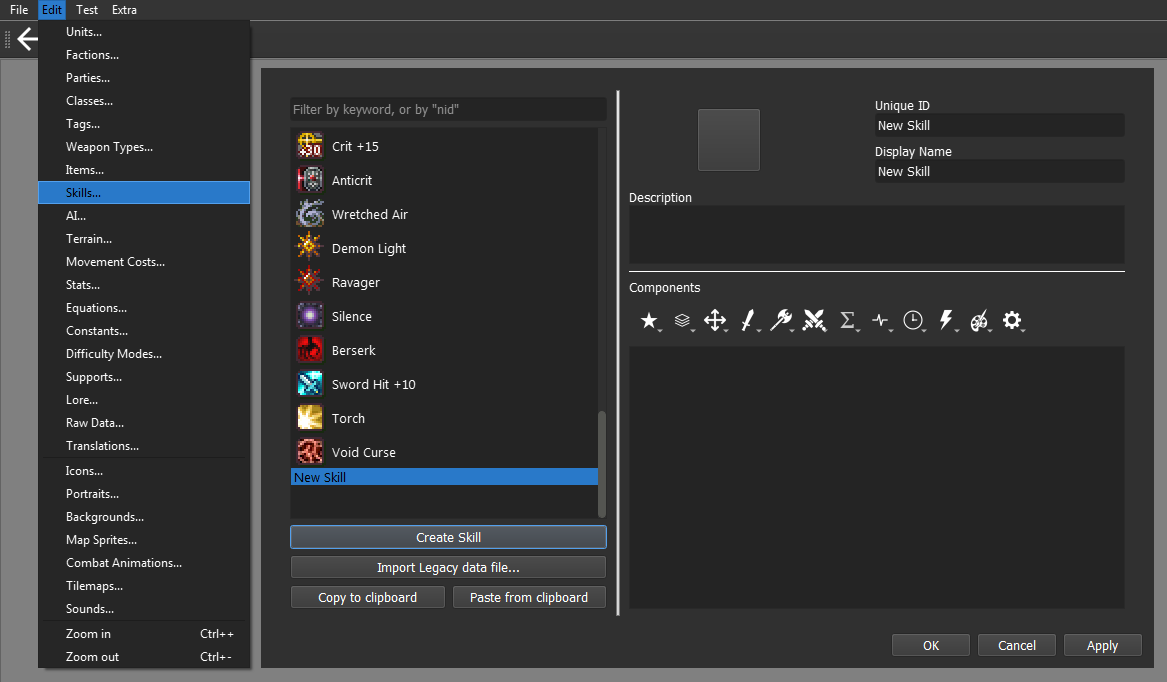 File Edit Test Extra
Units...
Factions...
Parties...
Classes...
Tags...
Weapon Types...
Items...
Skills...
AI...
Terrain...
Movement Costs...
Stats...
Equations...
Constants...
Difficulty Modes...
Supports...
Lore...
Raw Data...
Translations...
Icons...
Portraits...
Backgrounds...
Map Sprites...
Combat Animations...
Tilemaps...
Sounds...
Zoom in Ctrl++
Zoom out Ctrl+-
Filter by keyword, or by "nid"
+30
Crit +15
Anticrit
Wretched Air
Demon Light
Ravager
Silence
Berserk
Sword Hit +10
Torch
Void Curse
New Skill
Create Skill
Import Legacy data file...
Copy to clipboard Paste from clipboard
Unique ID
New Skill
Display Name
New Skill
Description
Components
OK Cancel Apply